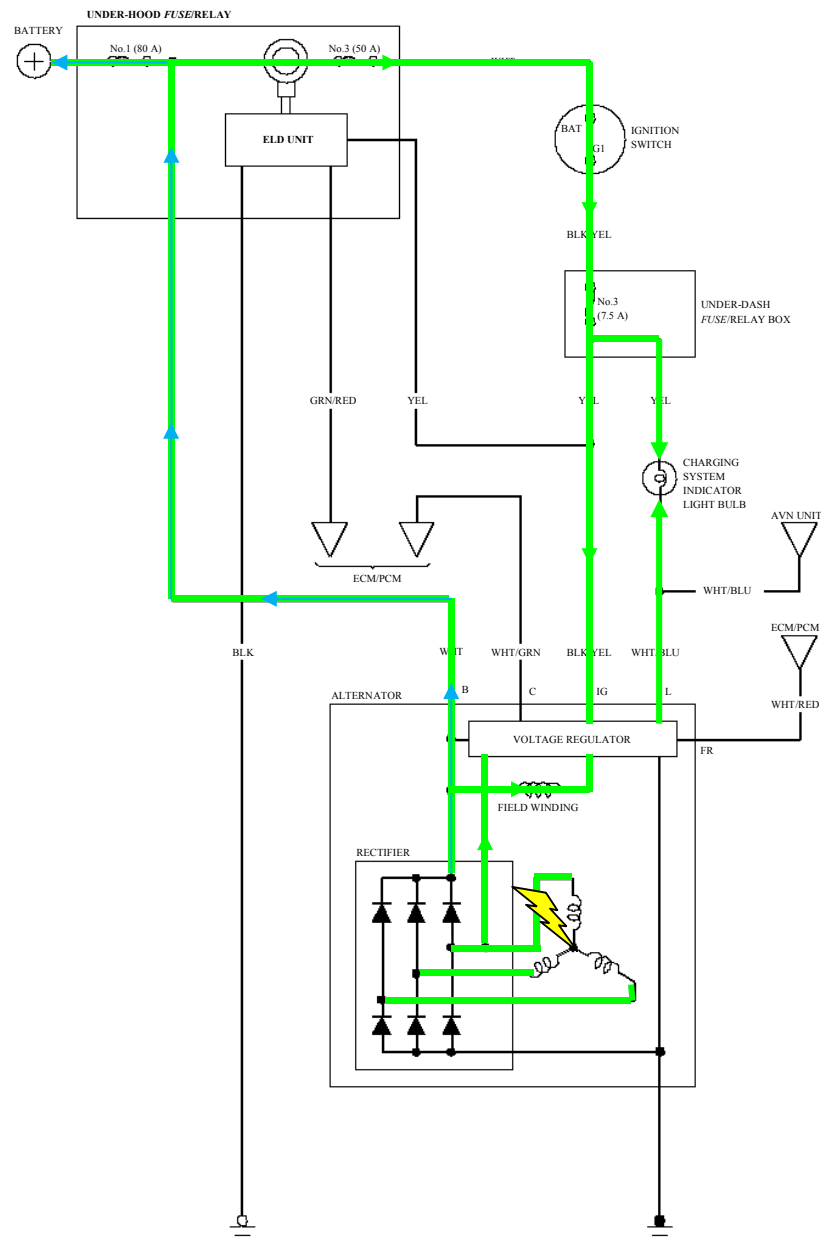 UNDER-HOOD FUSE/RELAY
BATTERY
No.1 (80 A)
No.3 (50 A)
ELD UNIT
BAT
IGNITION
SWITCH
G1
BLK YEL
No.3
(7.5 A)
UNDER-DASH
FUSE/RELAY BOX
GRN/RED
YEL
YEL
YEL
CHARGING
SYSTEM
INDICATOR
LIGHT BULB
AVN UNIT
ECM/PCM
WHT/BLU
ECM/PCM
BLK
WHT
WHT/GRN
BLK YEL
WHT/BLU
WHT/RED
ALTERNATOR
B
C
IG
L
VOLTAGE REGULATOR
FR
FIELD WINDING
RECTIFIER